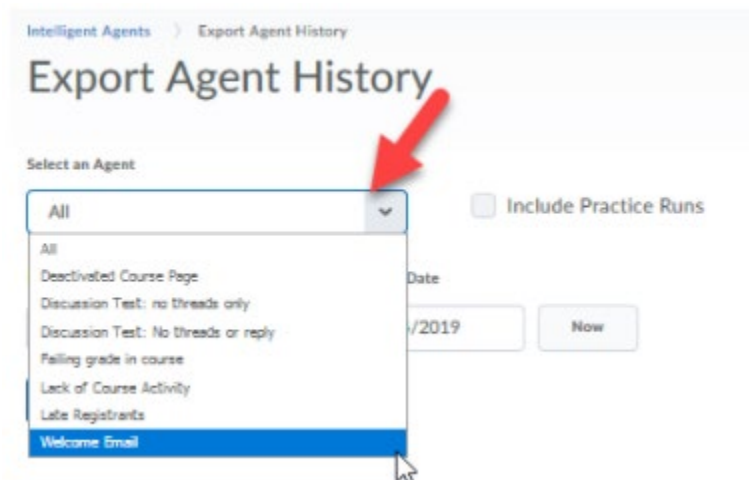 Intelligent Agents Export Agent History
Export Agent History
Select an Agent
All
Include Practice Runs
All
Deactivated Course Page
Date
Discussion Test: no threads only
Discussion Test: No threads or reply
/2019
Now
Failing grade in course
Lack of Course Activity
Late Registrants
Welcome Email